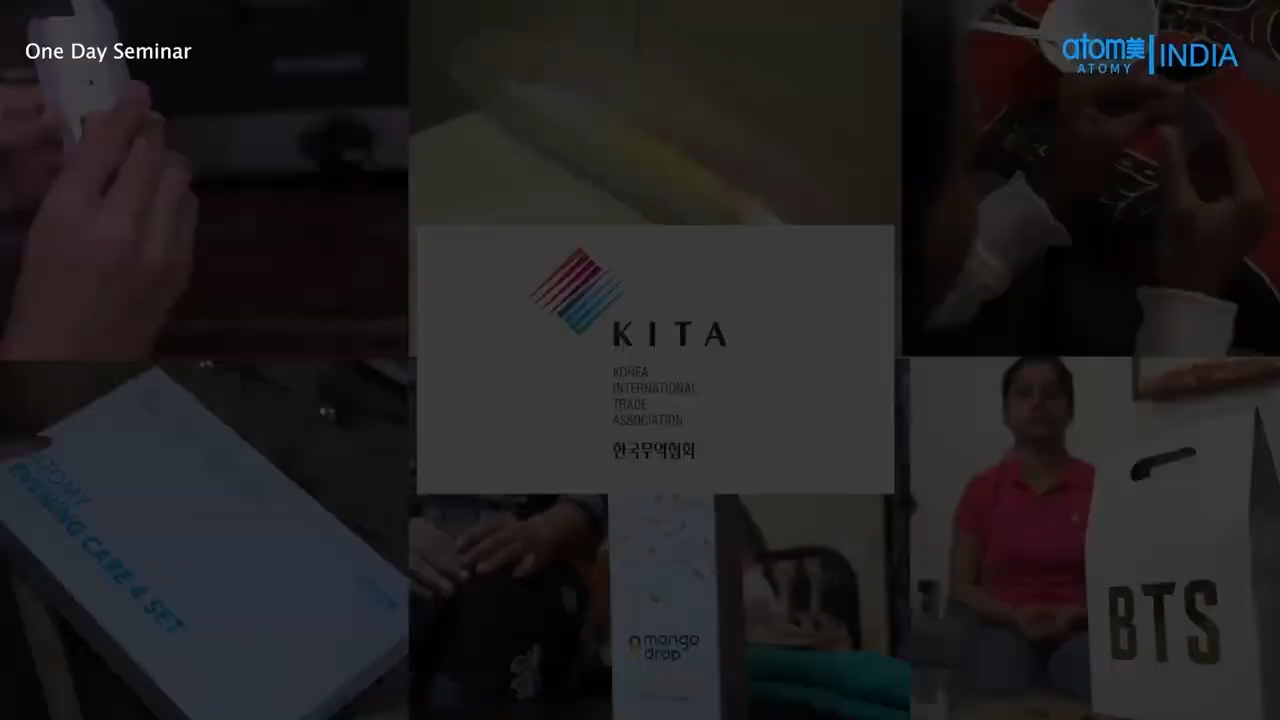 One Day Seminar
atom美
ATOMY
INDIA
KITA
KOREA
INTERNATIONAL
TRADE
ASSOCIATION
한국무역협회
ATOMY
EVENING CARE 4 SET
mango
drop
BTS